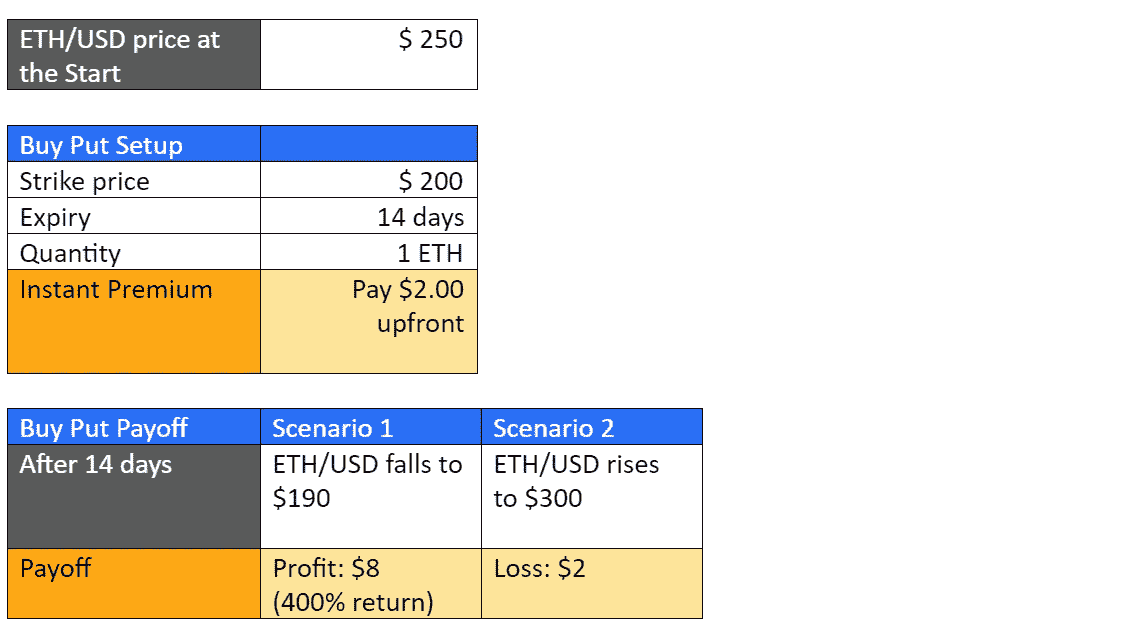 ETH/USD price at $ 250
the Start
Buy Put Setup
Strike price $ 200
Expiry 14 days
Quantity 1 ETH
Instant Premium Pay $2.00
upfront
Buy Put Payoff Scenario 1 Scenario 2
After 14 days ETH/USD falls to ETH/USD rises
$190 to $300
Payoff Profit: $8 Loss: $2
(400% return)